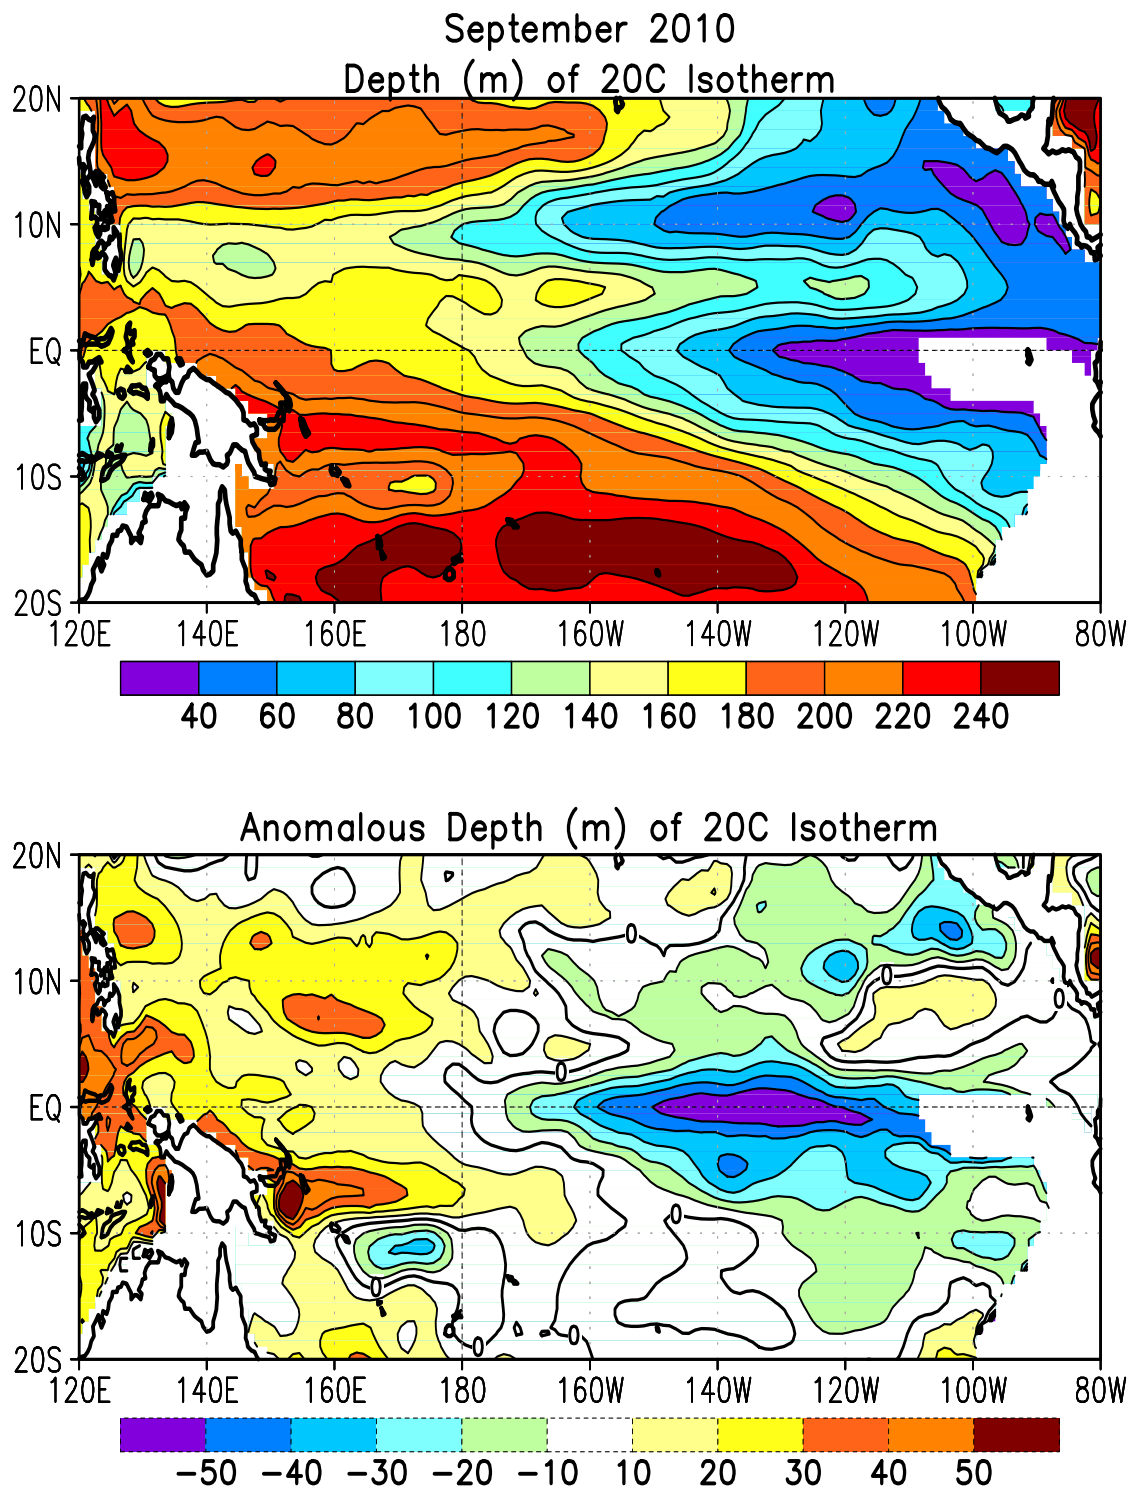 September 2010
Depth (m) of 20C Isotherm
20N
10N
EQ
10S
20S
120E 140E 160E 180 160W 140W 120W 100W 80W
40 60 80 100 120 140 160 180 200 220 240
Anomalous Depth (m) of 20C Isotherm
20N
0
0
10N
0
0
EQ
0
10S
0
0 0
20S
120E 140E 160E 180 160W 140W 120W 100W 80W
−50 −40 −30 −20 −10 10 20 30 40 50